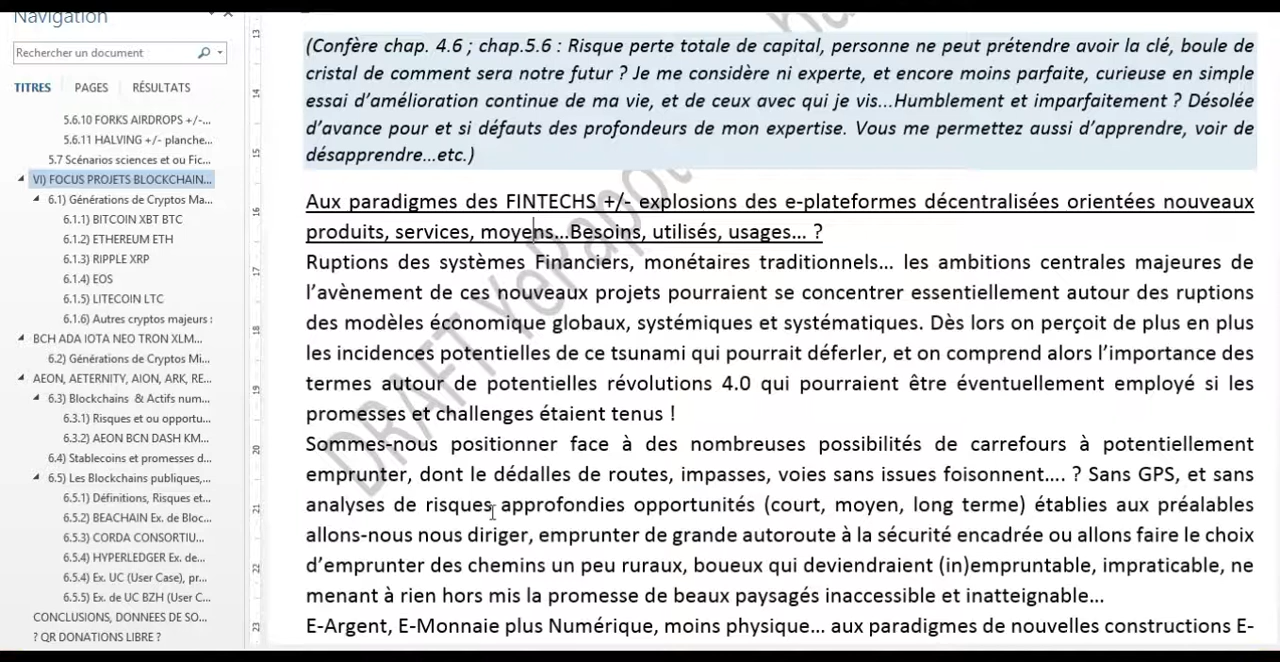 Navigation
Rechercher un document
TITRES PAGES RÉSULTATS
5.6.10 FORKS AIRDROPS +/-...
5.6.11 HALVING +/- planche...
5.7 Scénarios sciences et ou Fic...
VI) FOCUS PROJETS BLOCKCHAIN...
6.1) Générations de Cryptos Ma...
6.1.1) BITCOIN XBT BTC
6.1.2) ETHEREUM ETH
6.1.3) RIPPLE XRP
6.1.4) EOS
6.1.5) LITECOIN LTC
6.1.6) Autres cryptos majeurs :
BCH ADA IOTA NEO TRON XLM...
6.2) Générations de Cryptos Mi...
AEON, AETERNITY, AION, ARK, RE...
6.3) Blockchains & Actifs num...
6.3.1) Risques et ou opportu...
6.3.2) AEON BCN DASH KM...
6.4) Stablecoins et promesses d...
6.5) Les Blockchains publiques,...
6.5.1) Définitions, Risques et...
6.5.2) BEACHAIN Ex. de Bloc...
6.5.3) CORDA CONSORTIU...
6.5.4) HYPERLEDGER Ex. de...
6.5.4) Ex. UC (User Case), pr...
6.5.5) Ex. de UC BZH (User C...
CONCLUSIONS, DONNEES DE SO...
? QR DONATIONS LIBRE ?
13
14
15
16
17
18
19
20
21
22
23
(Confère chap. 4.6 ; chap.5.6 : Risque perte totale de capital, personne ne peut prétendre avoir la clé, boule de
cristal de comment sera notre futur ? Je me considère ni experte, et encore moins parfaite, curieuse en simple
essai d’amélioration continue de ma vie, et de ceux avec qui je vis...Humblement et imparfaitement ? Désolée
d’avance pour et si défauts des profondeurs de mon expertise. Vous me permettez aussi d’apprendre, voir de
désapprendre...etc.)
Aux paradigmes des FINTECHS +/- explosions des e-plateformes décentralisées orientées nouveaux
produits, services, moyens...Besoins, utilisés, usages... ?
Ruptions des systèmes Financiers, monétaires traditionnels... les ambitions centrales majeures de
l’avènement de ces nouveaux projets pourraient se concentrer essentiellement autour des ruptions
des modèles économique globaux, systémiques et systématiques. Dès lors on perçoit de plus en plus
les incidences potentielles de ce tsunami qui pourrait déferler, et on comprend alors l’importance des
termes autour de potentielles révolutions 4.0 qui pourraient être éventuellement employé si les
promesses et challenges étaient tenus !
Sommes-nous positionner face à des nombreuses possibilités de carrefours à potentiellement
emprunter, dont le dédalles de routes, impasses, voies sans issues foisonnent.... ? Sans GPS, et sans
analyses de risques approfondies opportunités (court, moyen, long terme) établies aux préalables
allons-nous nous diriger, emprunter de grande autoroute à la sécurité encadrée ou allons faire le choix
d’emprunter des chemins un peu ruraux, boueux qui deviendraient (in)empruntable, impraticable, ne
menant à rien hors mis la promesse de beaux paysagés inaccessible et inatteignable...
E-Argent, E-Monnaie plus Numérique, moins physique... aux paradigmes de nouvelles constructions E-